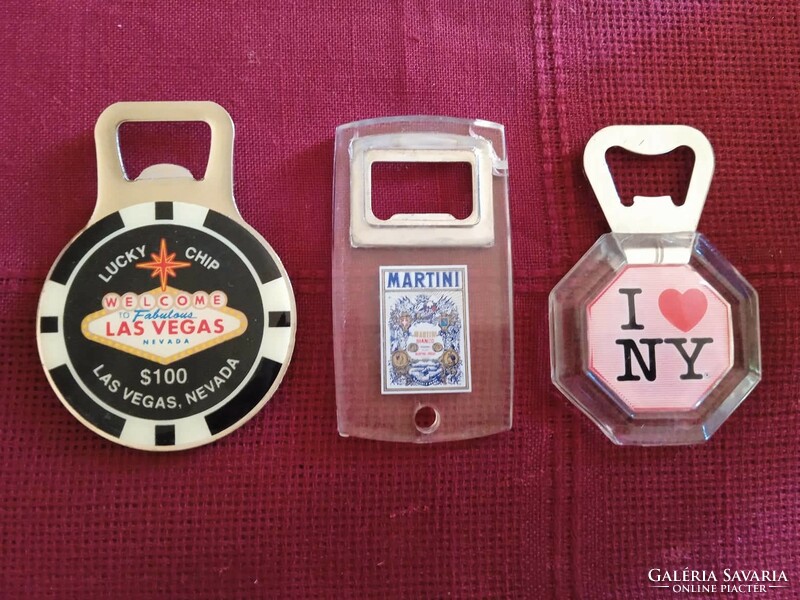 LUCKY CHIP
WELCOME
TO Fabulous
LAS VEGAS
NEVADA
$100
LAS VEGAS, NEVADA
MARTINI
I ♥
NY
GALÉRIA SAVARIA
ONLINE PIACTÉR